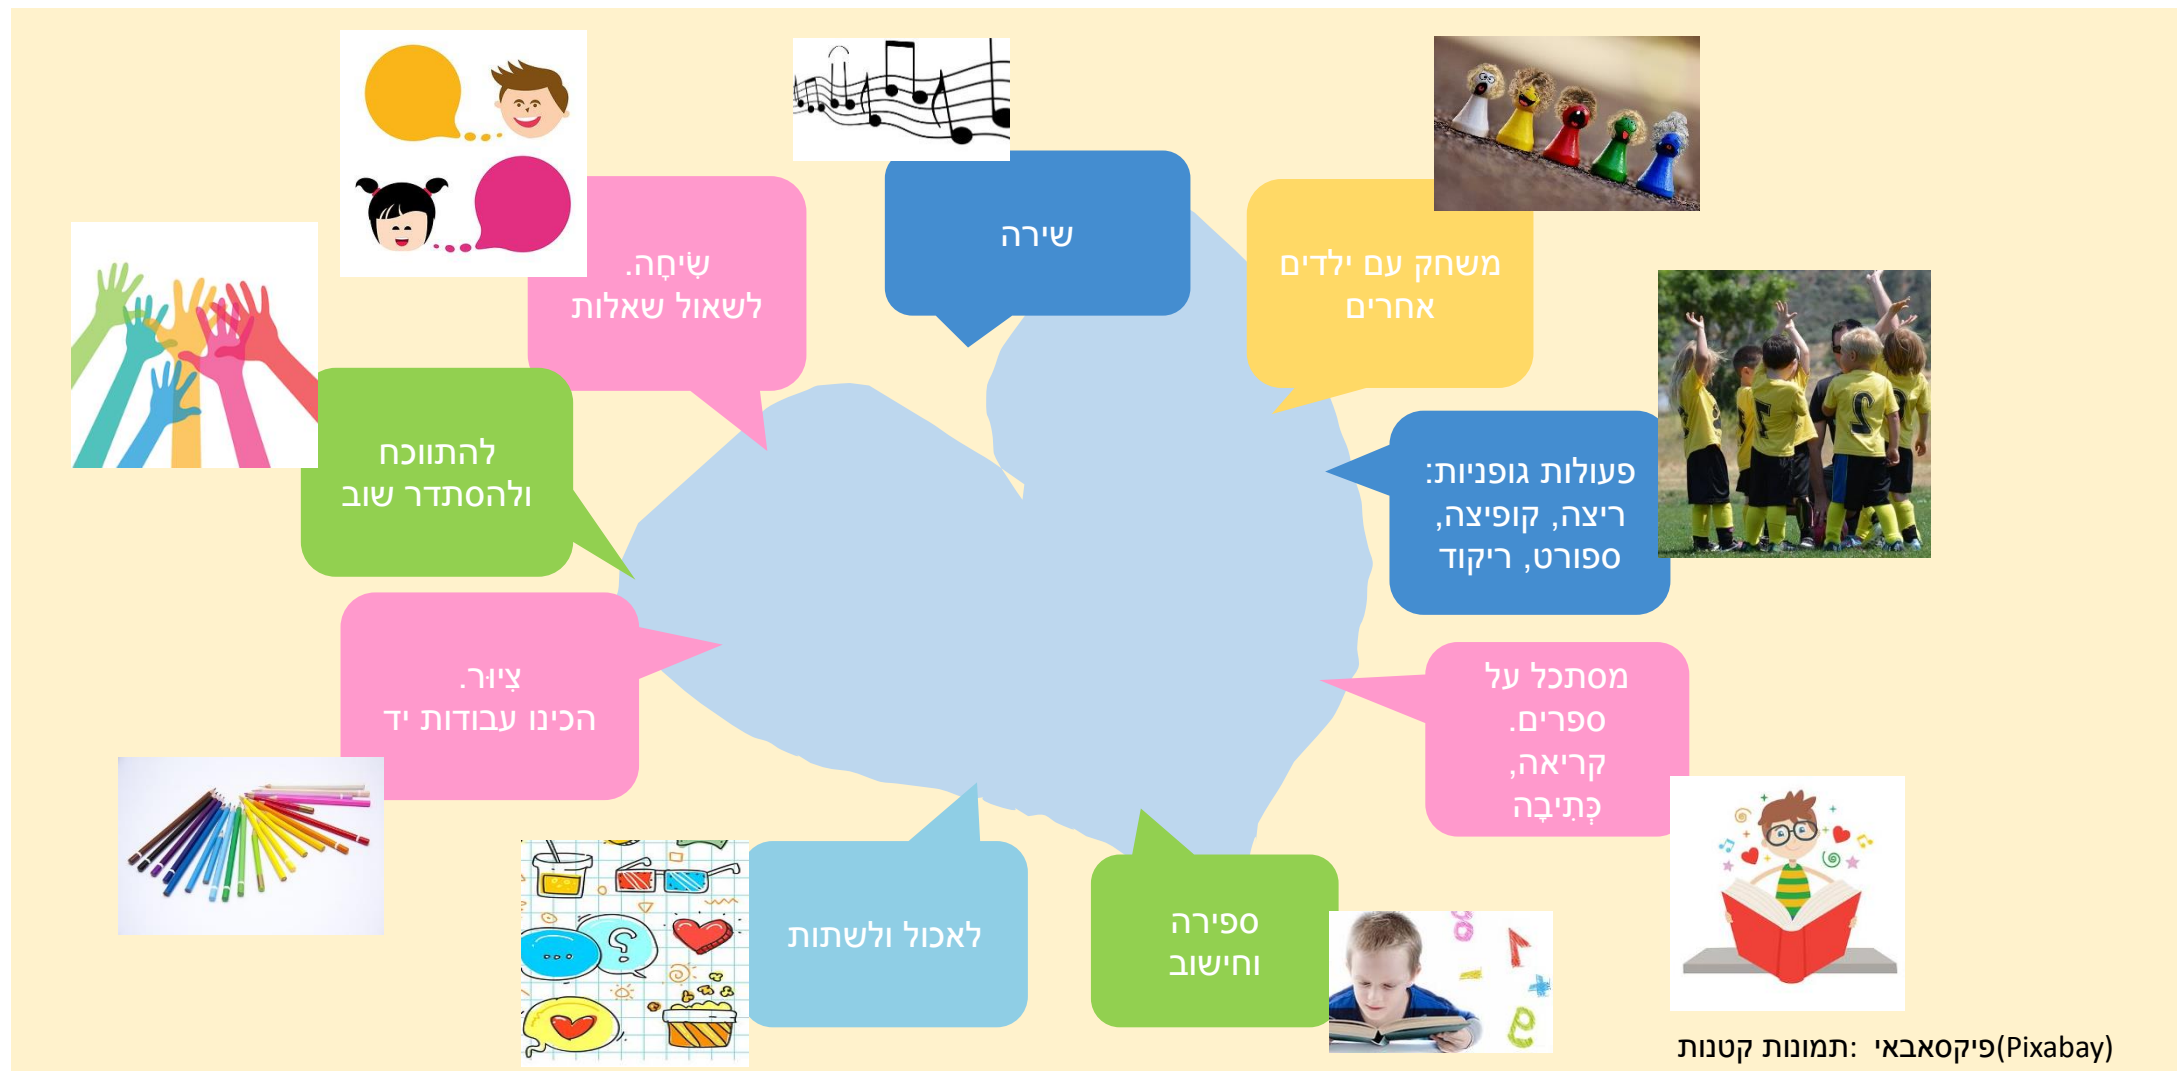 שירה
משחק עם ילדים
אחרים
שִׂיחָה.
לשאול שאלות
להתווכח
ולהסתדר שוב
פעולות גופניות:
ריצה, קופיצה,
ספורט, ריקוד
צִיוּר.
הכינו עבודות יד
מסתכל על
ספרים.
קריאה,
כְּתִיבָה
לאכול ולשתות
ספירה
וחישוב
תמונות קטנות: פיקסאבאי(Pixabay)